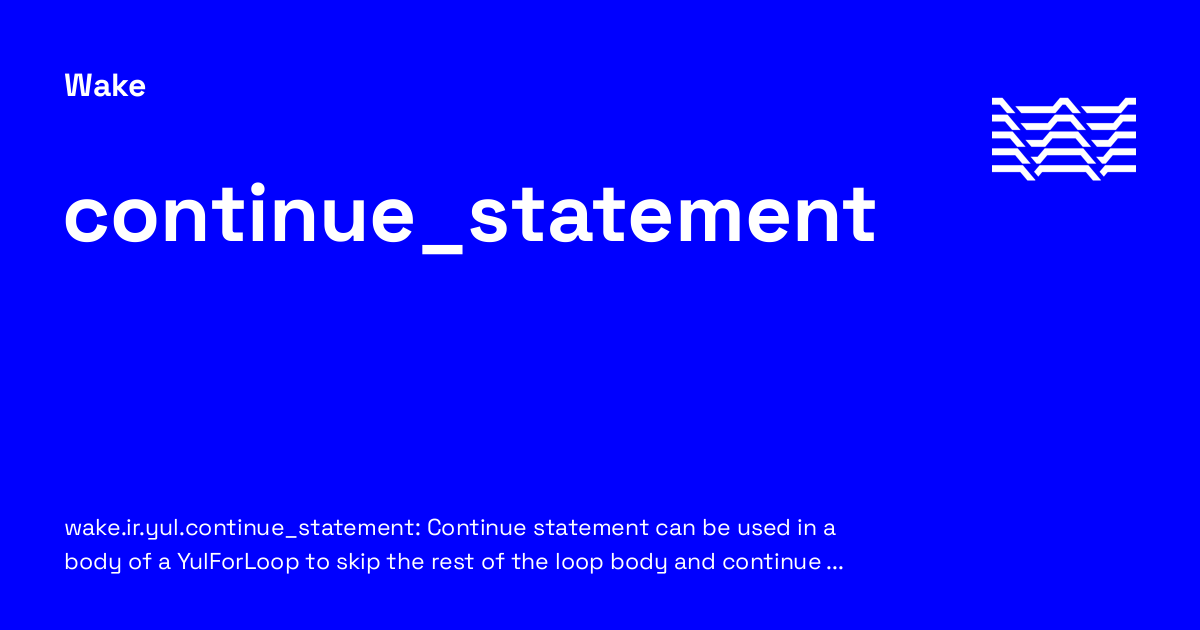 Wake
continue_statement
wake.ir.yul.continue_statement: Continue statement can be used in a
body of a YulForLoop to skip the rest of the loop body and continue ...